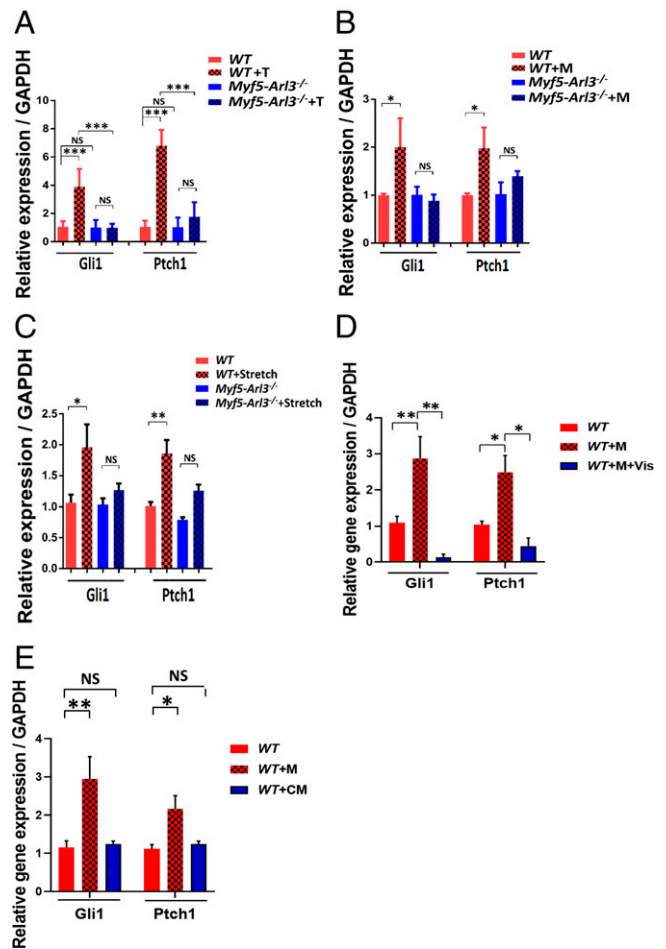 A
WT
WT+T
Myf5-Arl3-/-
Myf5-Arl3-/-+T
Relative expression / GAPDH
10
8
6
4
2
0
NS
***
***
***
NS
NS
***
***
NS
NS
Gli1
Ptch1
B
WT
WT+M
Myf5-Arl3-/-
Myf5-Arl3-/-+M
Relative expression / GAPDH
3
2
1
0
*
NS
*
NS
Gli1
Ptch1
C
WT
WT+Stretch
Myf5-Arl3-/-
Myf5-Arl3-/-+Stretch
Relative expression / GAPDH
2.5
2.0
1.5
1.0
0.5
0.0
*
NS
**
NS
Gli1
Ptch1
D
WT
WT+M
WT+M+Vis
Relative gene expression / GAPDH
4
3
2
1
0
**
**
*
*
Gli1
Ptch1
E
WT
WT+M
WT+CM
Relative gene expression / GAPDH
4
3
2
1
0
NS
**
NS
*
Gli1
Ptch1